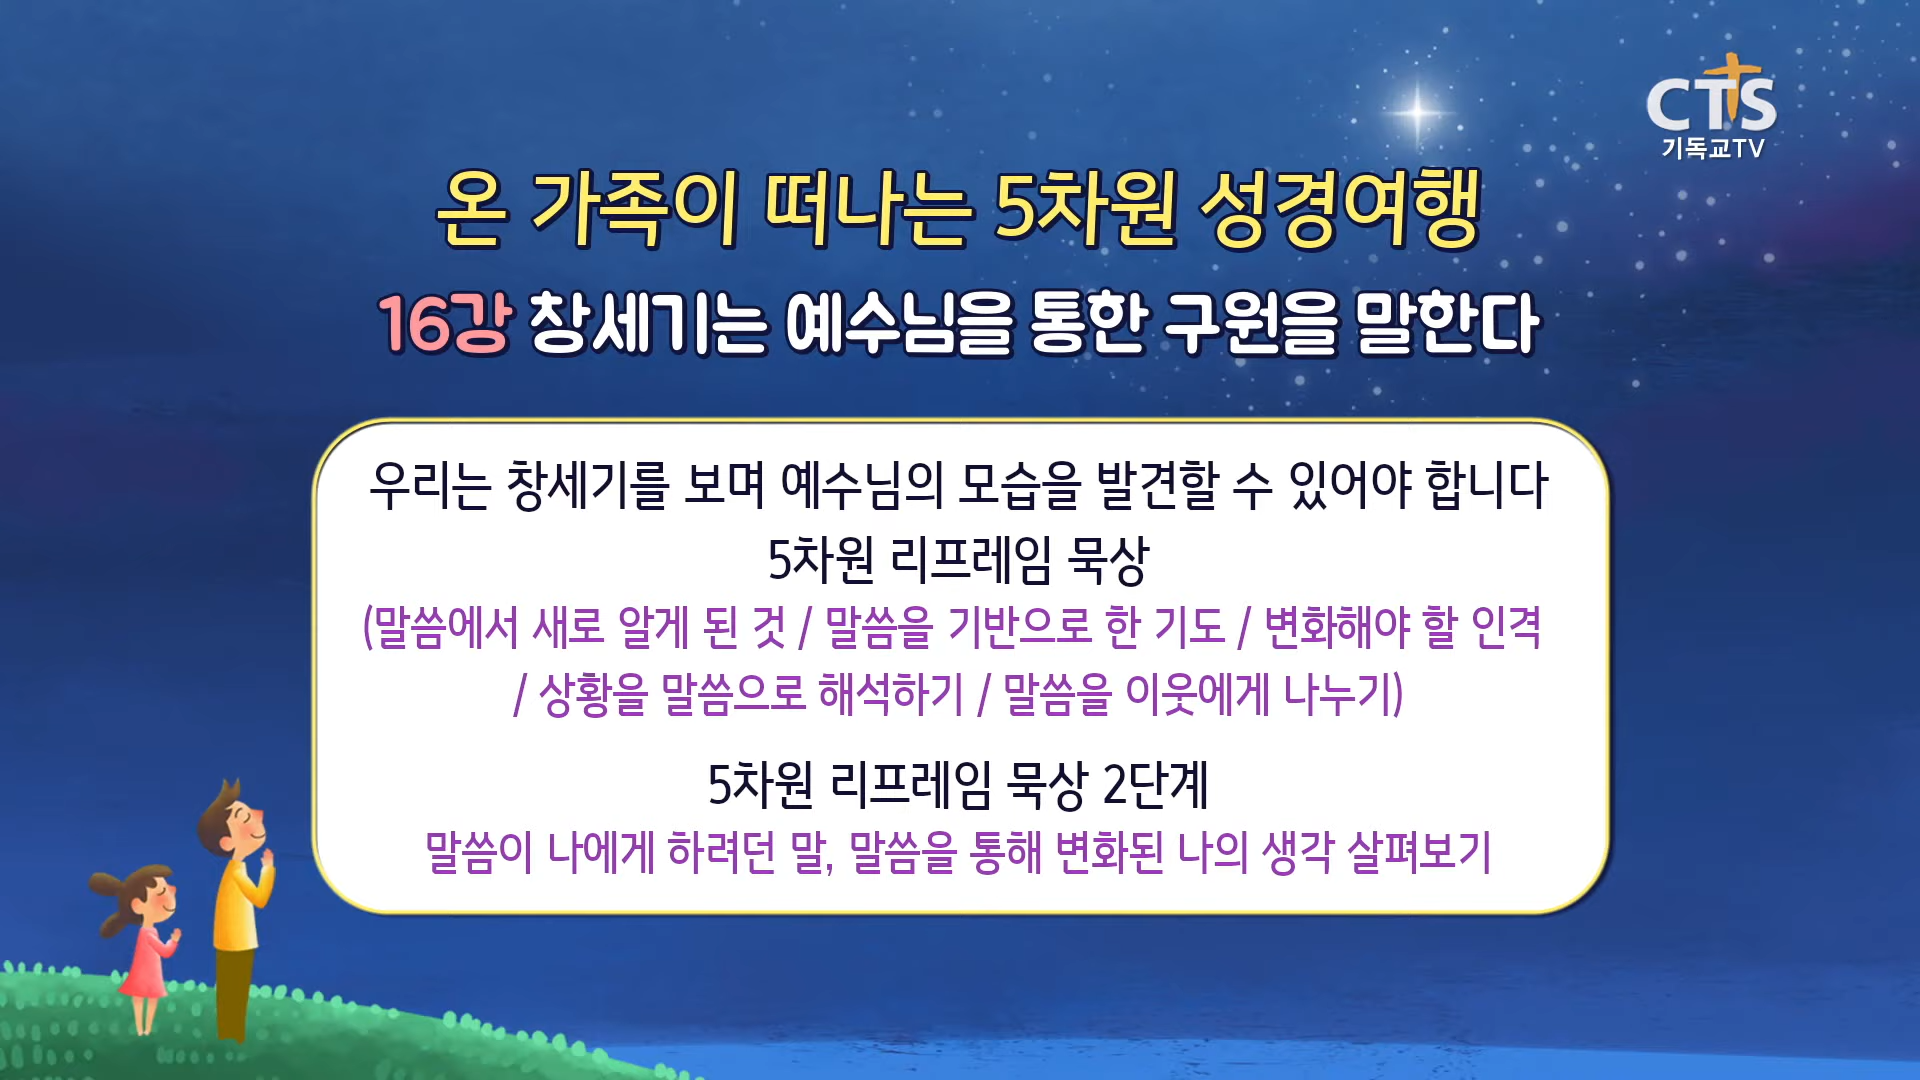 CTS
기독교TV
온 가족이 떠나는 5차원 성경여행
16강 창세기는 예수님을 통한 구원을 말한다
우리는 창세기를 보며 예수님의 모습을 발견할 수 있어야 합니다
5차원 리프레임 묵상
(말씀에서 새로 알게 된 것 / 말씀을 기반으로 한 기도 / 변화해야 할 인격
/ 상황을 말씀으로 해석하기 / 말씀을 이웃에게 나누기)
5차원 리프레임 묵상 2단계
말씀이 나에게 하려던 말, 말씀을 통해 변화된 나의 생각 살펴보기